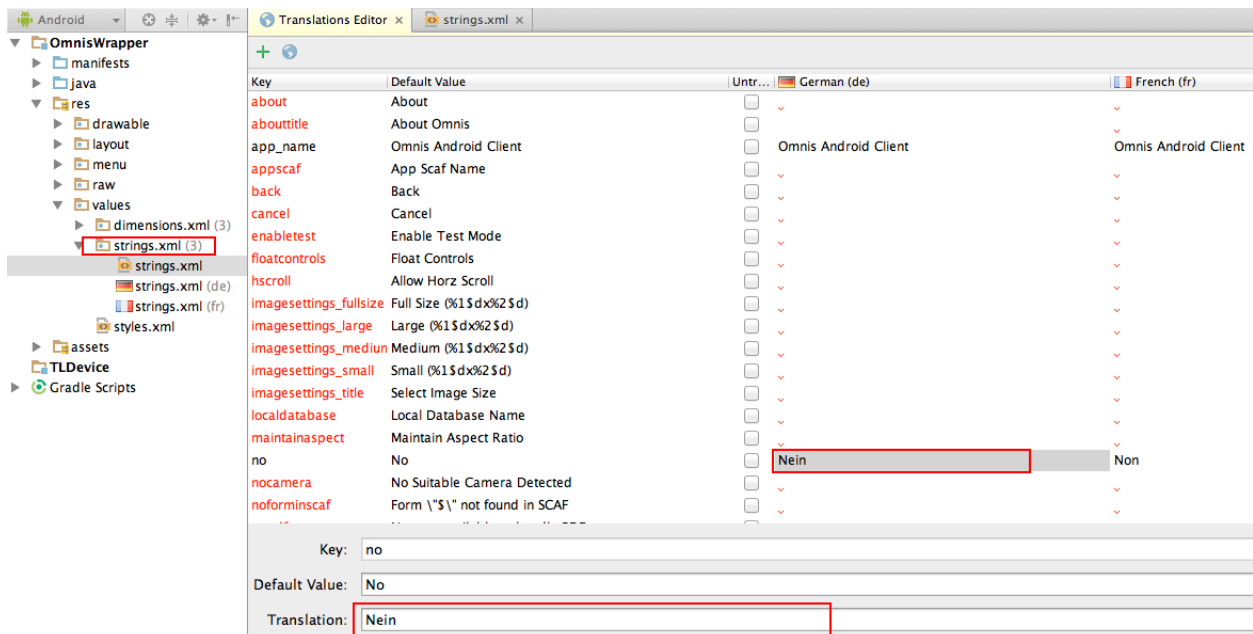 Android
Translations Editor
strings.xml
OmnisWrapper
manifests
java
res
drawable
layout
menu
raw
values
dimensions.xml (3)
strings.xml (3)
strings.xml
strings.xml (de)
strings.xml (fr)
styles.xml
assets
TLDevice
Gradle Scripts
Key Default Value Untr... German (de) French (fr)
about About
abouttitle About Omnis
app_name Omnis Android Client Omnis Android Client Omnis Android Client
appscaf App Scaf Name
back Back
cancel Cancel
enabletest Enable Test Mode
floatcontrols Float Controls
hscroll Allow Horz Scroll
imagesettings_fullsize Full Size (%1$dx%2$d)
imagesettings_large Large (%1$dx%2$d)
imagesettings_mediun Medium (%1$dx%2$d)
imagesettings_small Small (%1$dx%2$d)
imagesettings_title Select Image Size
localdatabase Local Database Name
maintainaspect Maintain Aspect Ratio
no No Nein Non
nocamera No Suitable Camera Detected
noforminscaf Form \"$\" not found in SCAF
Key: no
Default Value: No
Translation: Nein